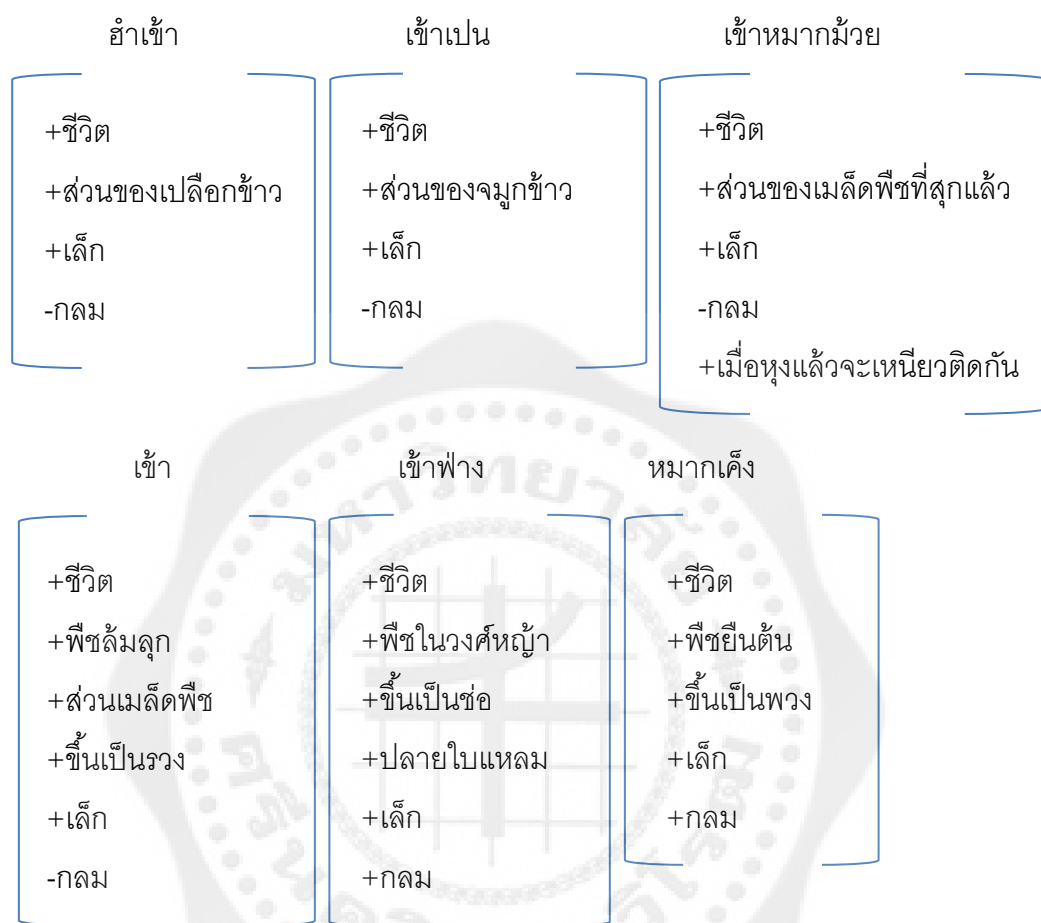 ฮำเข้า เข้าเปน เข้าหมากม้วย
+ชีวิต +ชีวิต +ชีวิต
+ส่วนของเปลือกข้าว +ส่วนของจมูกข้าว +ส่วนของเมล็ดพืชที่สุกแล้ว
+เล็ก +เล็ก +เล็ก
-กลม -กลม -กลม
+เมื่อหุงแล้วจะเหนียวติดกัน
เข้า เข้าฟ่าง หมากเค็ง
+ชีวิต +ชีวิต +ชีวิต
+พืชล้มลุก +พืชในวงศ์หญ้า +พืชยืนต้น
+ส่วนเมล็ดพืช +ขึ้นเป็นช่อ +ขึ้นเป็นพวง
+ขึ้นเป็นรวง +ปลายใบแหลม +เล็ก
+เล็ก +เล็ก +กลม
-กลม +กลม